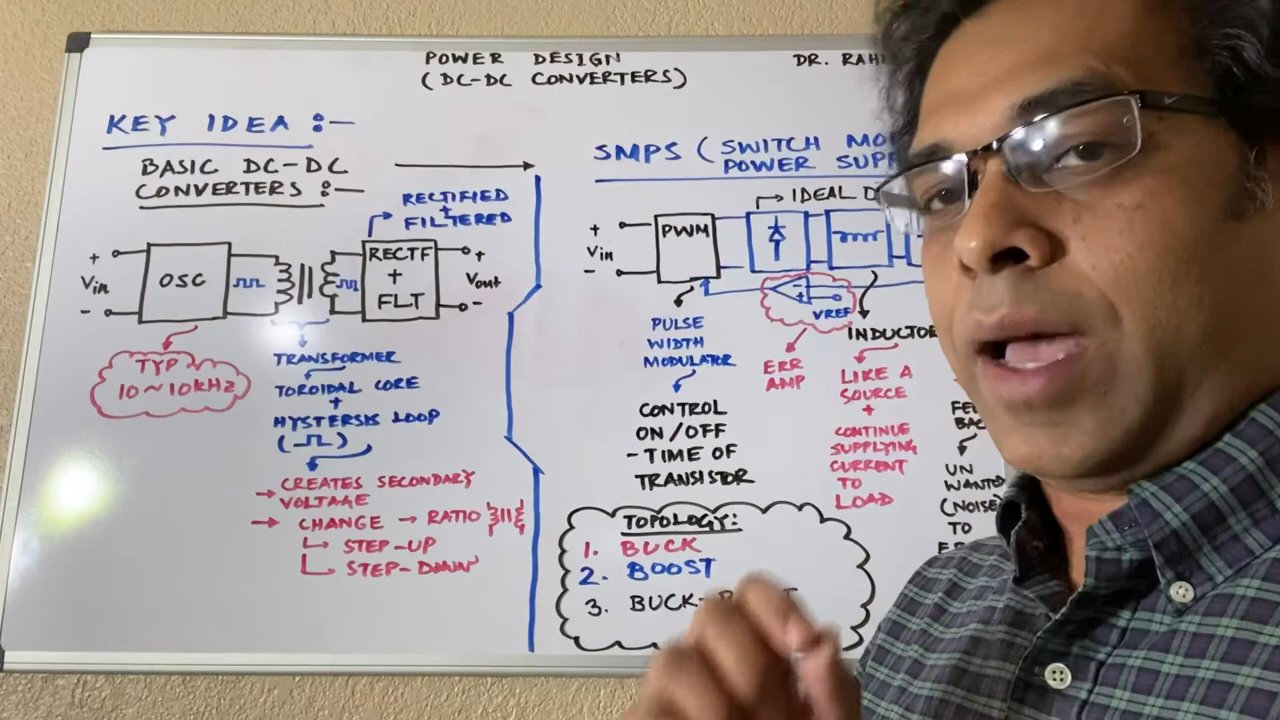 POWER DESIGN
(DC-DC CONVERTERS)
DR.
KEY IDEA :-
BASIC DC-DC
CONVERTERS :-
RECTIFIED
+
FILTERED
+
Vin
-
OSC
RECTF
+
FLT
+
Vout
-
TYP
10~10kHz
TRANSFORMER
TOROIDAL CORE
+
HYSTERSIS LOOP
( )
→ CREATES SECONDARY
VOLTAGE
→ CHANGE → RATIO
STEP-UP
STEP-DOWN
SMPS (SWITCH
POWER
IDEAL
+
Vin
-
PWM
+
-
VREF
PULSE
WIDTH
MODULATOR
CONTROL
ON/OFF
-TIME OF
TRANSISTOR
ERR
AMP
INDUCTOR
LIKE A
SOURCE
+
CONTINUE
SUPPLYING
CURRENT
TO
LOAD
UN
WANTED
(NOISE)
TO
TOPOLOGY:
1. BUCK
2. BOOST
3. BUCK-
NIKE